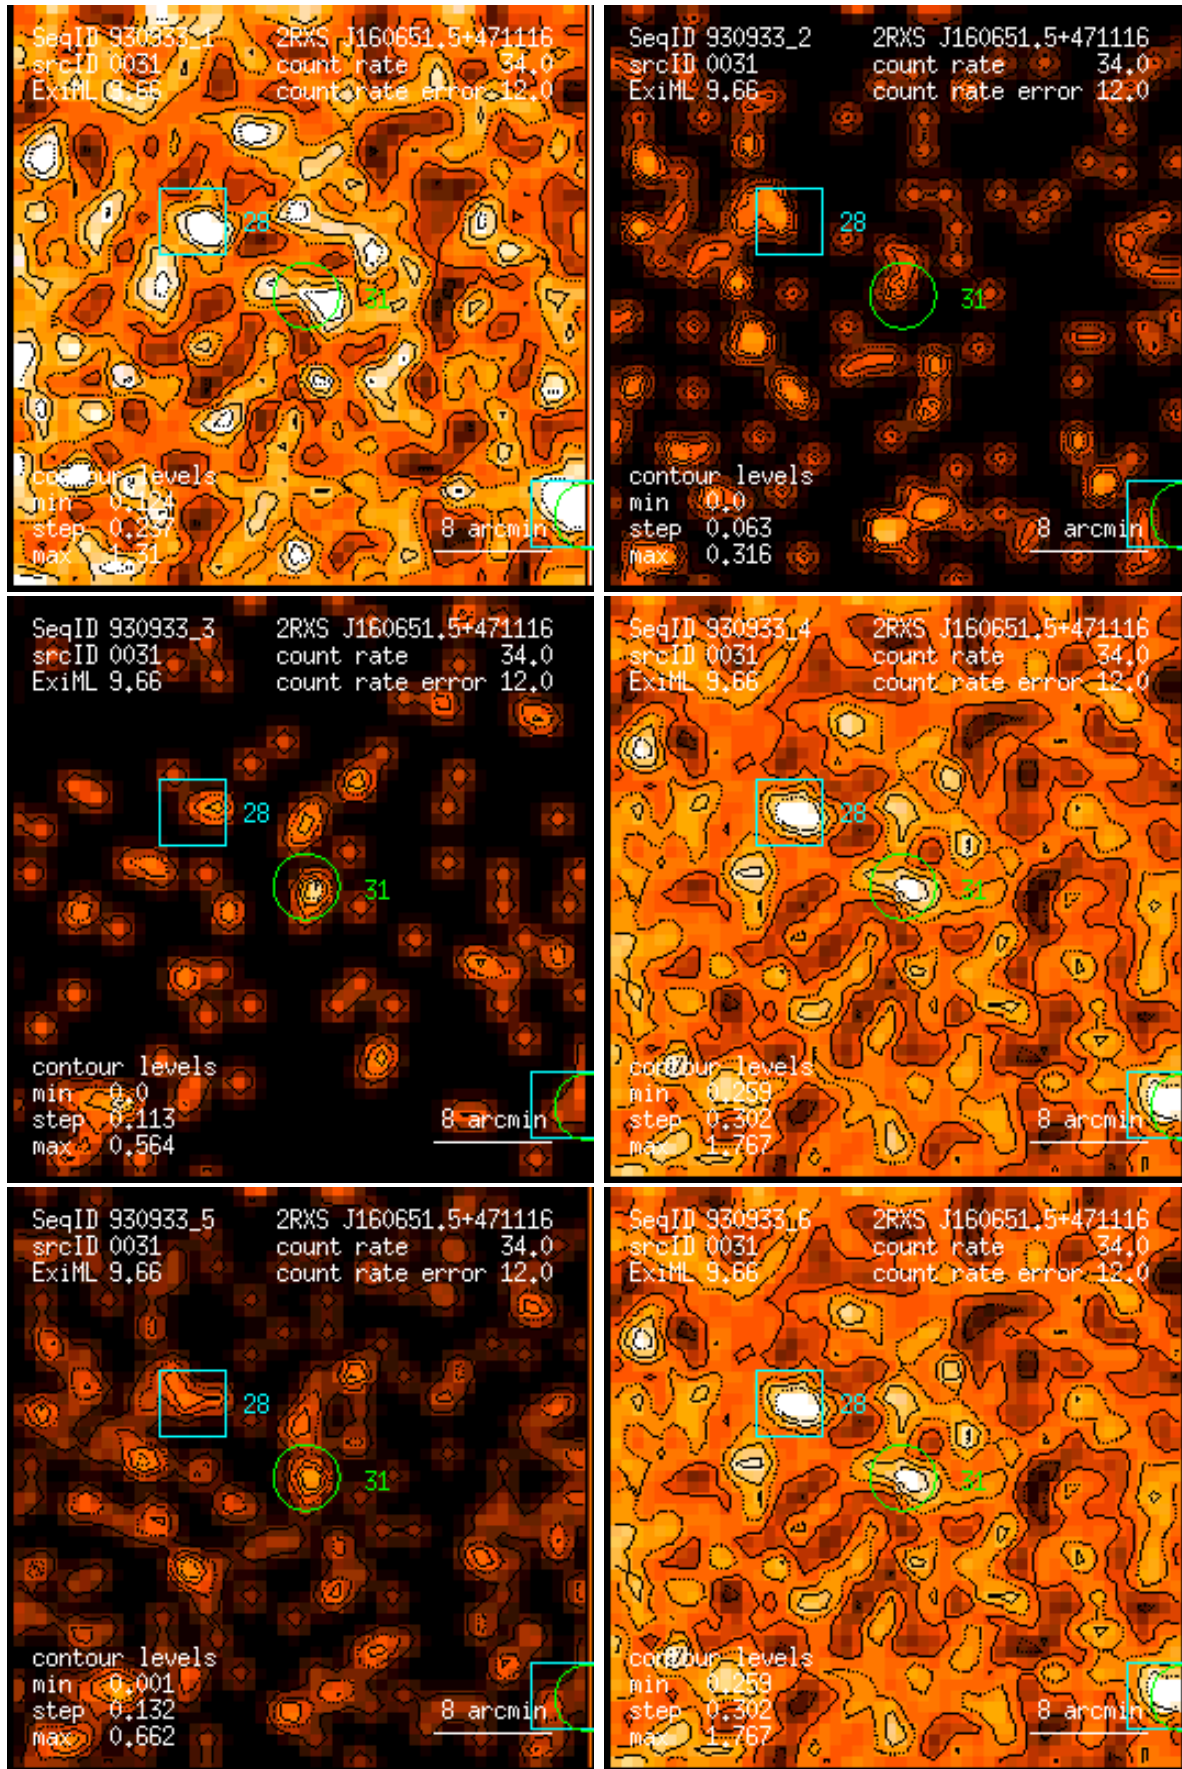 SeqID 930933_1 2RXS J160651.5+471116
srcID 0031 count rate 34.0
ExiML 9.66 count rate error 12.0
28
31
contour levels
min 0.124
step 0.237
max 1.31
8 arcmin
SeqID 930933_2 2RXS J160651.5+471116
srcID 0031 count rate 34.0
ExiML 9.66 count rate error 12.0
28
31
contour levels
min 0.0
step 0.063
max 0.316
8 arcmin
SeqID 930933_3 2RXS J160651.5+471116
srcID 0031 count rate 34.0
ExiML 9.66 count rate error 12.0
28
31
contour levels
min 0.0
step 0.113
max 0.564
8 arcmin
SeqID 930933_4 2RXS J160651.5+471116
srcID 0031 count rate 34.0
ExiML 9.66 count rate error 12.0
28
31
contour levels
min 0.259
step 0.302
max 1.767
8 arcmin
SeqID 930933_5 2RXS J160651.5+471116
srcID 0031 count rate 34.0
ExiML 9.66 count rate error 12.0
28
31
contour levels
min 0.001
step 0.132
max 0.662
8 arcmin
SeqID 930933_6 2RXS J160651.5+471116
srcID 0031 count rate 34.0
ExiML 9.66 count rate error 12.0
28
31
contour levels
min 0.259
step 0.302
max 1.767
8 arcmin